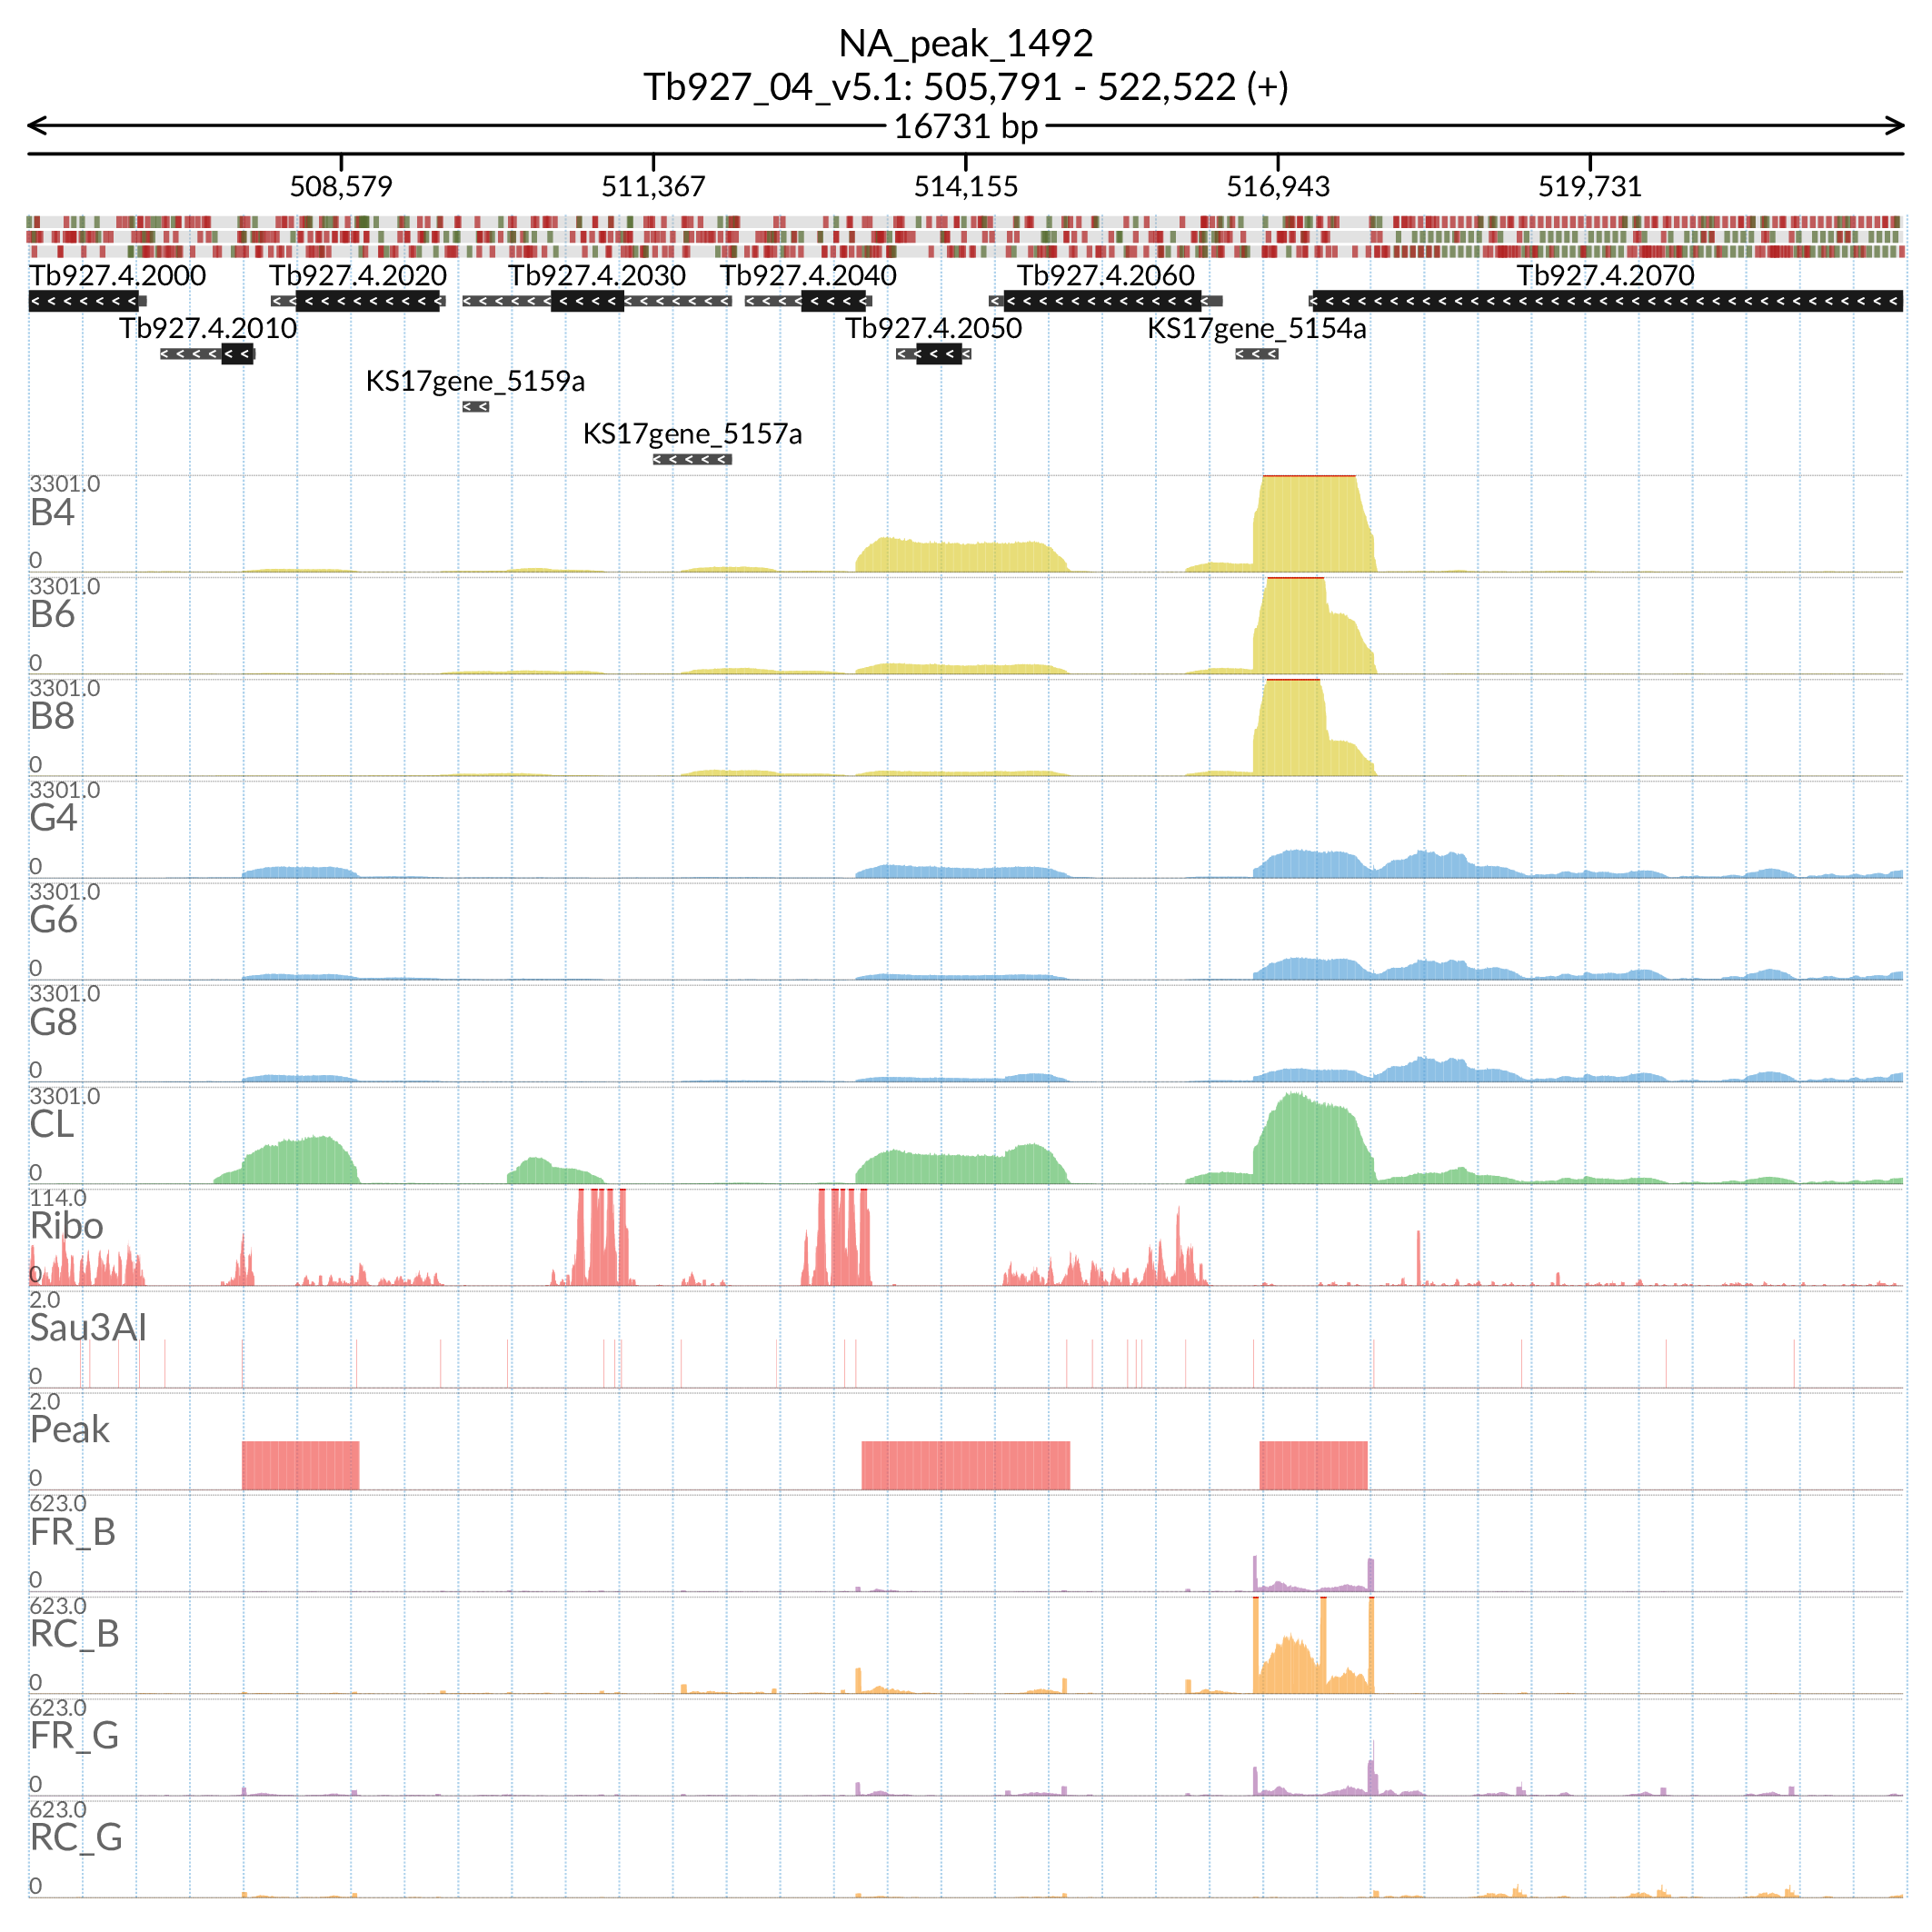 NA_peak_1492
Tb927_04_v5.1: 505,791 - 522,522 (+)
16731 bp
508,579 511,367 514,155 516,943 519,731
Tb927.4.2000 Tb927.4.2020 Tb927.4.2030 Tb927.4.2040 Tb927.4.2060 Tb927.4.2070
Tb927.4.2010 Tb927.4.2050 KS17gene_5154a
KS17gene_5159a
KS17gene_5157a
3301.0
B4
0
3301.0
B6
0
3301.0
B8
0
3301.0
G4
0
3301.0
G6
0
3301.0
G8
0
3301.0
CL
0
114.0
Ribo
0
2.0
Sau3AI
0
2.0
Peak
0
623.0
FR_B
0
623.0
RC_B
0
623.0
FR_G
0
623.0
RC_G
0